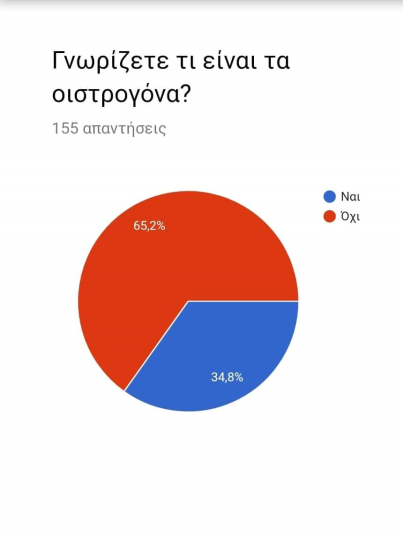 Γνωρίζετε τι είναι τα
οιστρογόνα?
155 απαντήσεις
Ναι
Όχι
65,2%
34,8%